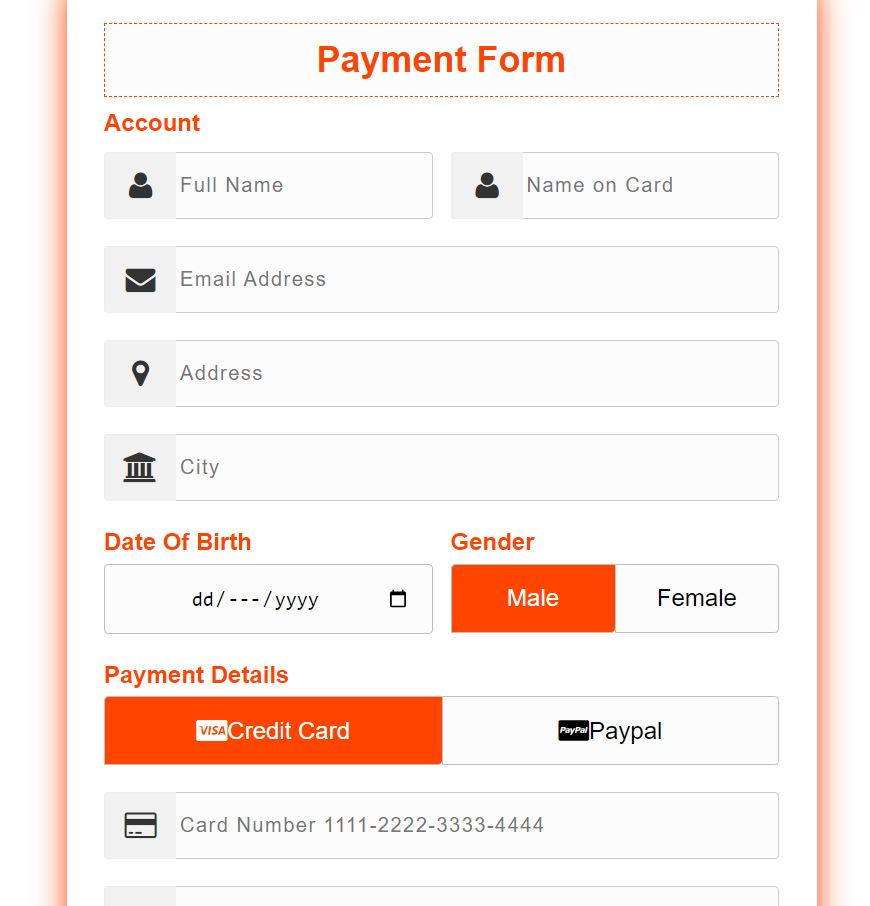 Payment Form
Account
Full Name
Name on Card
Email Address
Address
City
Date Of Birth
Gender
dd/---/yyyy
Male
Female
Payment Details
VISA Credit Card
PayPal Paypal
Card Number 1111-2222-3333-4444